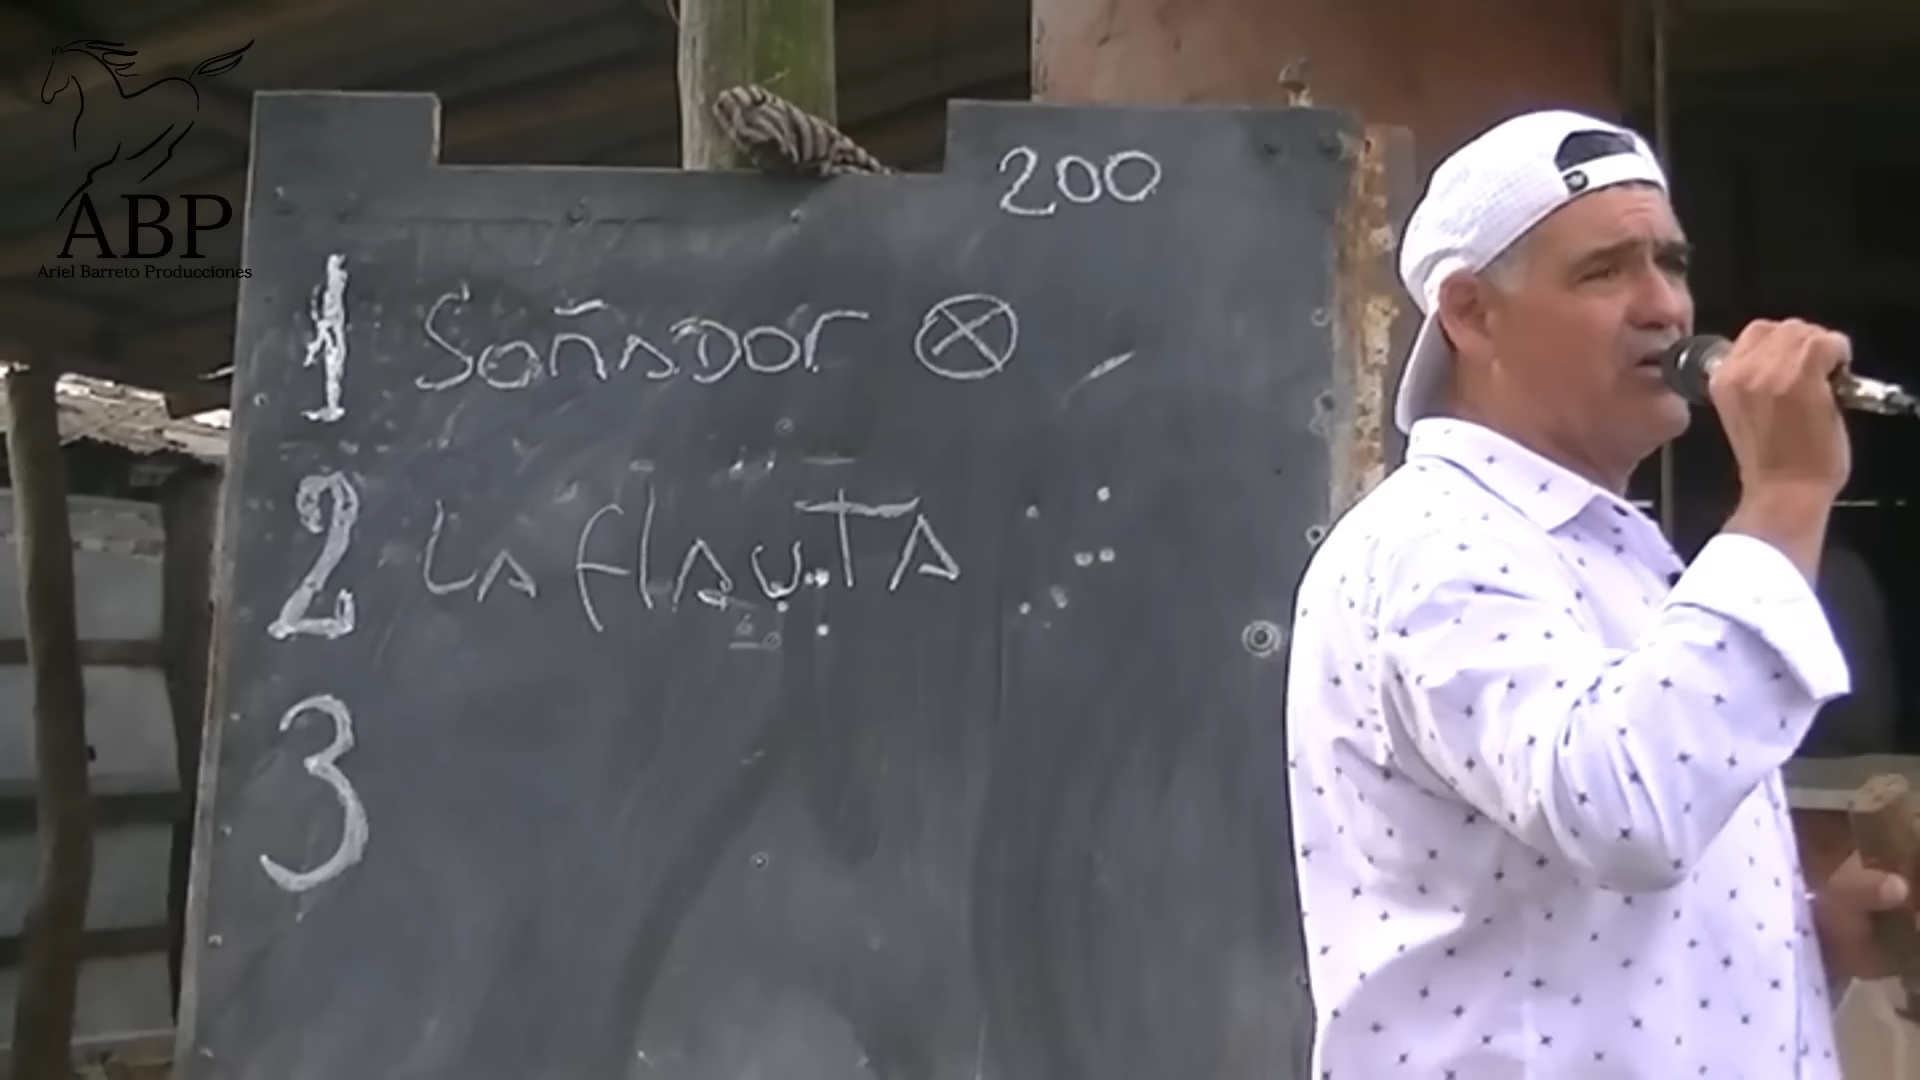 ABP
Ariel Barreto Producciones
200
1 SoñADOr ⊗
2 LA flAuTA
3